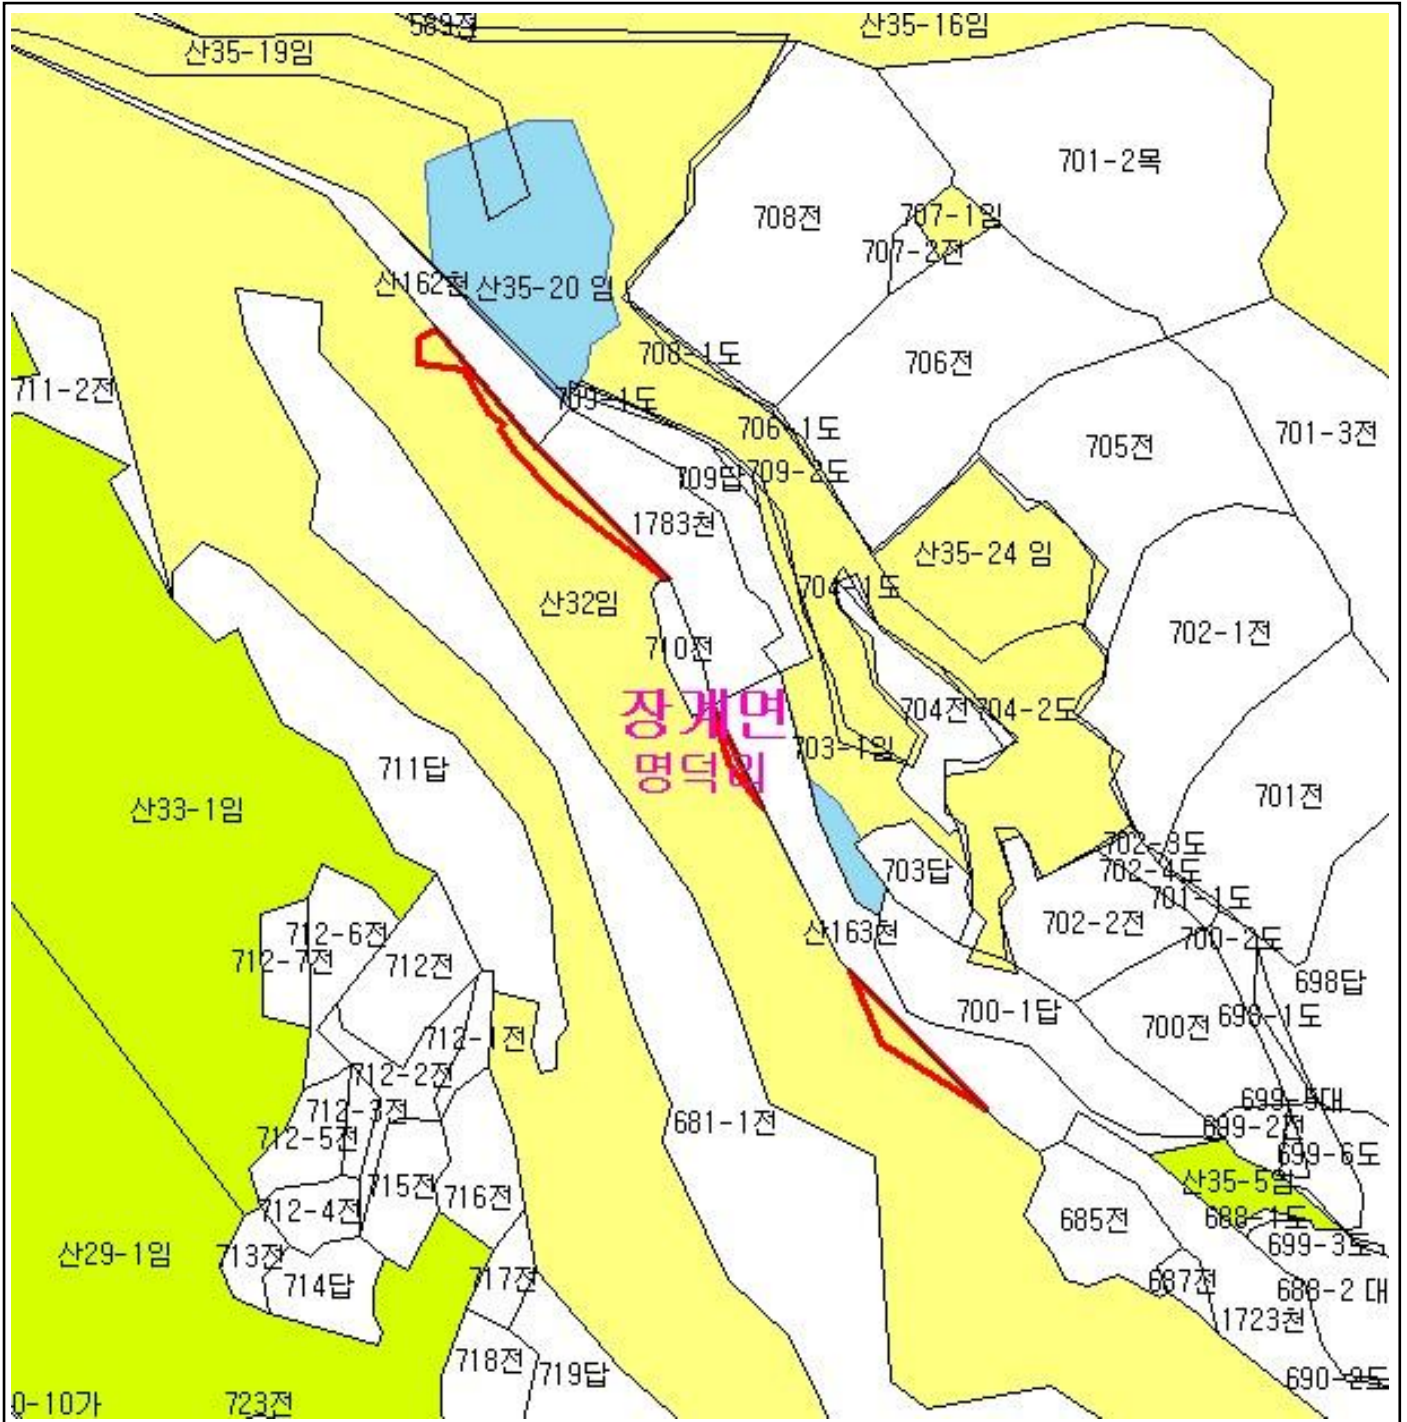 589전
산35-16임
산35-19임
701-2목
707-1임
708전
707-2전
산162천
산35-20 임
708-1도
706전
711-2전
709-1도
706-1도
701-3전
705전
709-2도
709답
1783천
산35-24 임
704-1도
산32임
702-1전
710전
장계면
704전
704-2도
703-1임
명덕리
711답
701전
산33-1임
702-3도
703답
702-4도
701-1도
702-2전
산163천
712-6전
700-2도
712-7전
712전
698답
700-1답
698-1도
700전
712-1전
712-2전
699-5대
712-3전
681-1전
699-2전
712-5전
699-6도
산35-5임
715전
716전
712-4전
685전
688-1도
699-3도
산29-1임
713전
717전
687전
714답
688-2 대
1723천
718전
719답
690-2도
0-10가
723전